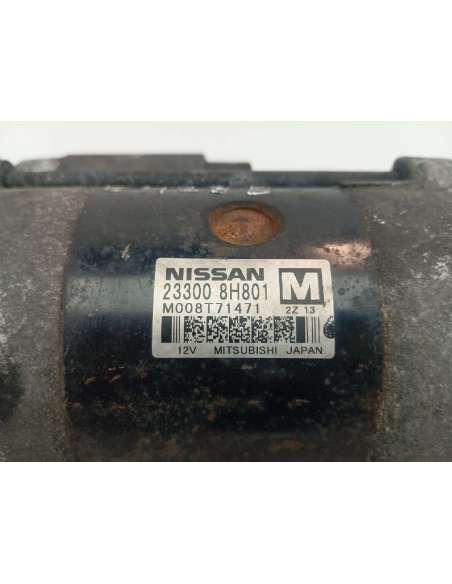 NISSAN
23300 8H801 M
M008T71471 2Z 13
12V MITSUBISHI JAPAN